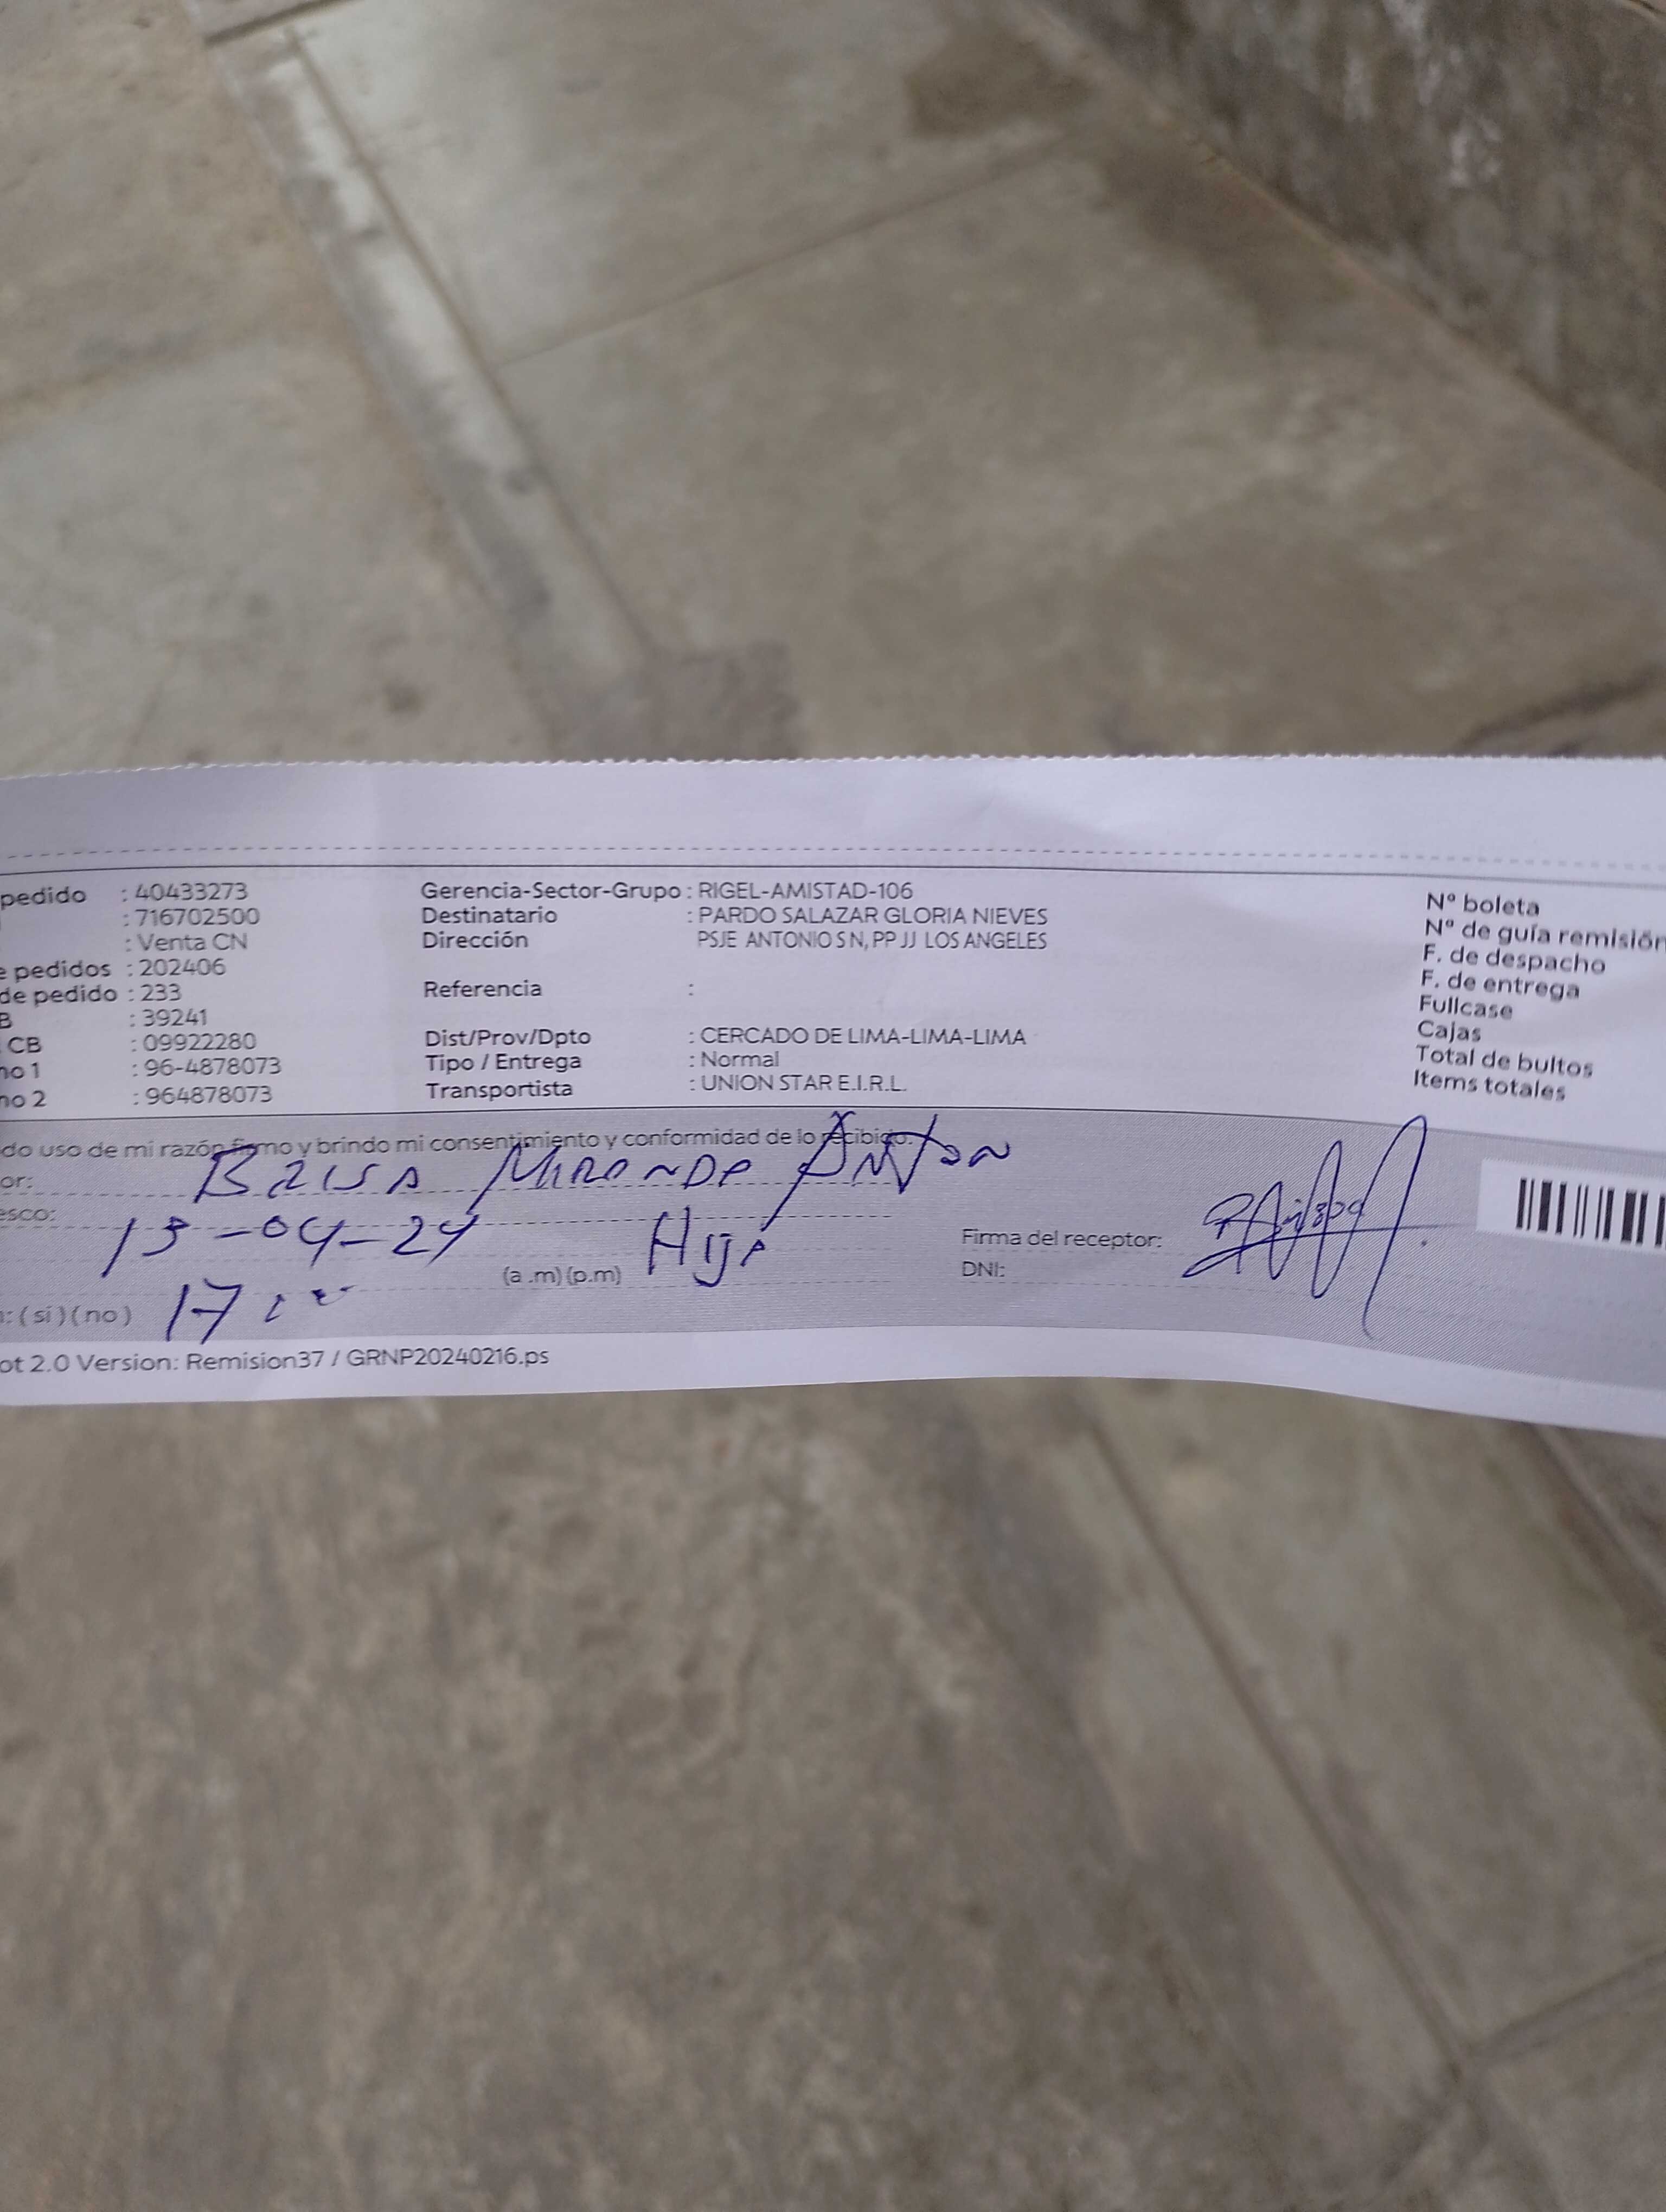 pedido : 40433273
: 716702500
: Venta CN
e pedidos : 202406
de pedido : 233
B : 39241
CB : 09922280
no 1 : 96-4878073
no 2 : 964878073
Gerencia-Sector-Grupo : RIGEL-AMISTAD-106
Destinatario : PARDO SALAZAR GLORIA NIEVES
Dirección PSJE ANTONIO S N, PP JJ LOS ANGELES
Referencia :
Dist/Prov/Dpto : CERCADO DE LIMA-LIMA-LIMA
Tipo / Entrega : Normal
Transportista : UNION STAR E.I.R.L.
Nº boleta
Nº de guía remisión
F. de despacho
F. de entrega
Fullcase
Cajas
Total de bultos
Items totales
do uso de mi razón firmo y brindo mi consentimiento y conformidad de lo recibido.
or:
esco:
13-04-24
(a .m) (p.m)
Firma del receptor:
DNI:
: ( sí ) ( no ) 17:00
ot 2.0 Version: Remision37 / GRNP20240216.ps